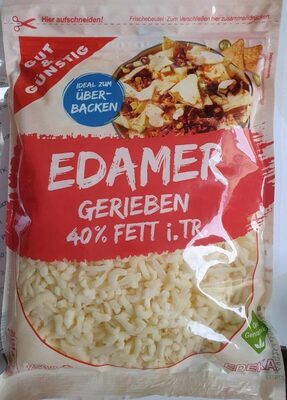 Hier aufschneiden!
Frischebeutel · Zum Verschließen hier zusammendrücken
GUT
&
GÜNSTIG
IDEAL ZUM
ÜBER-
BACKEN
EDAMER
GERIEBEN
40% FETT i. TR.
EDEKA